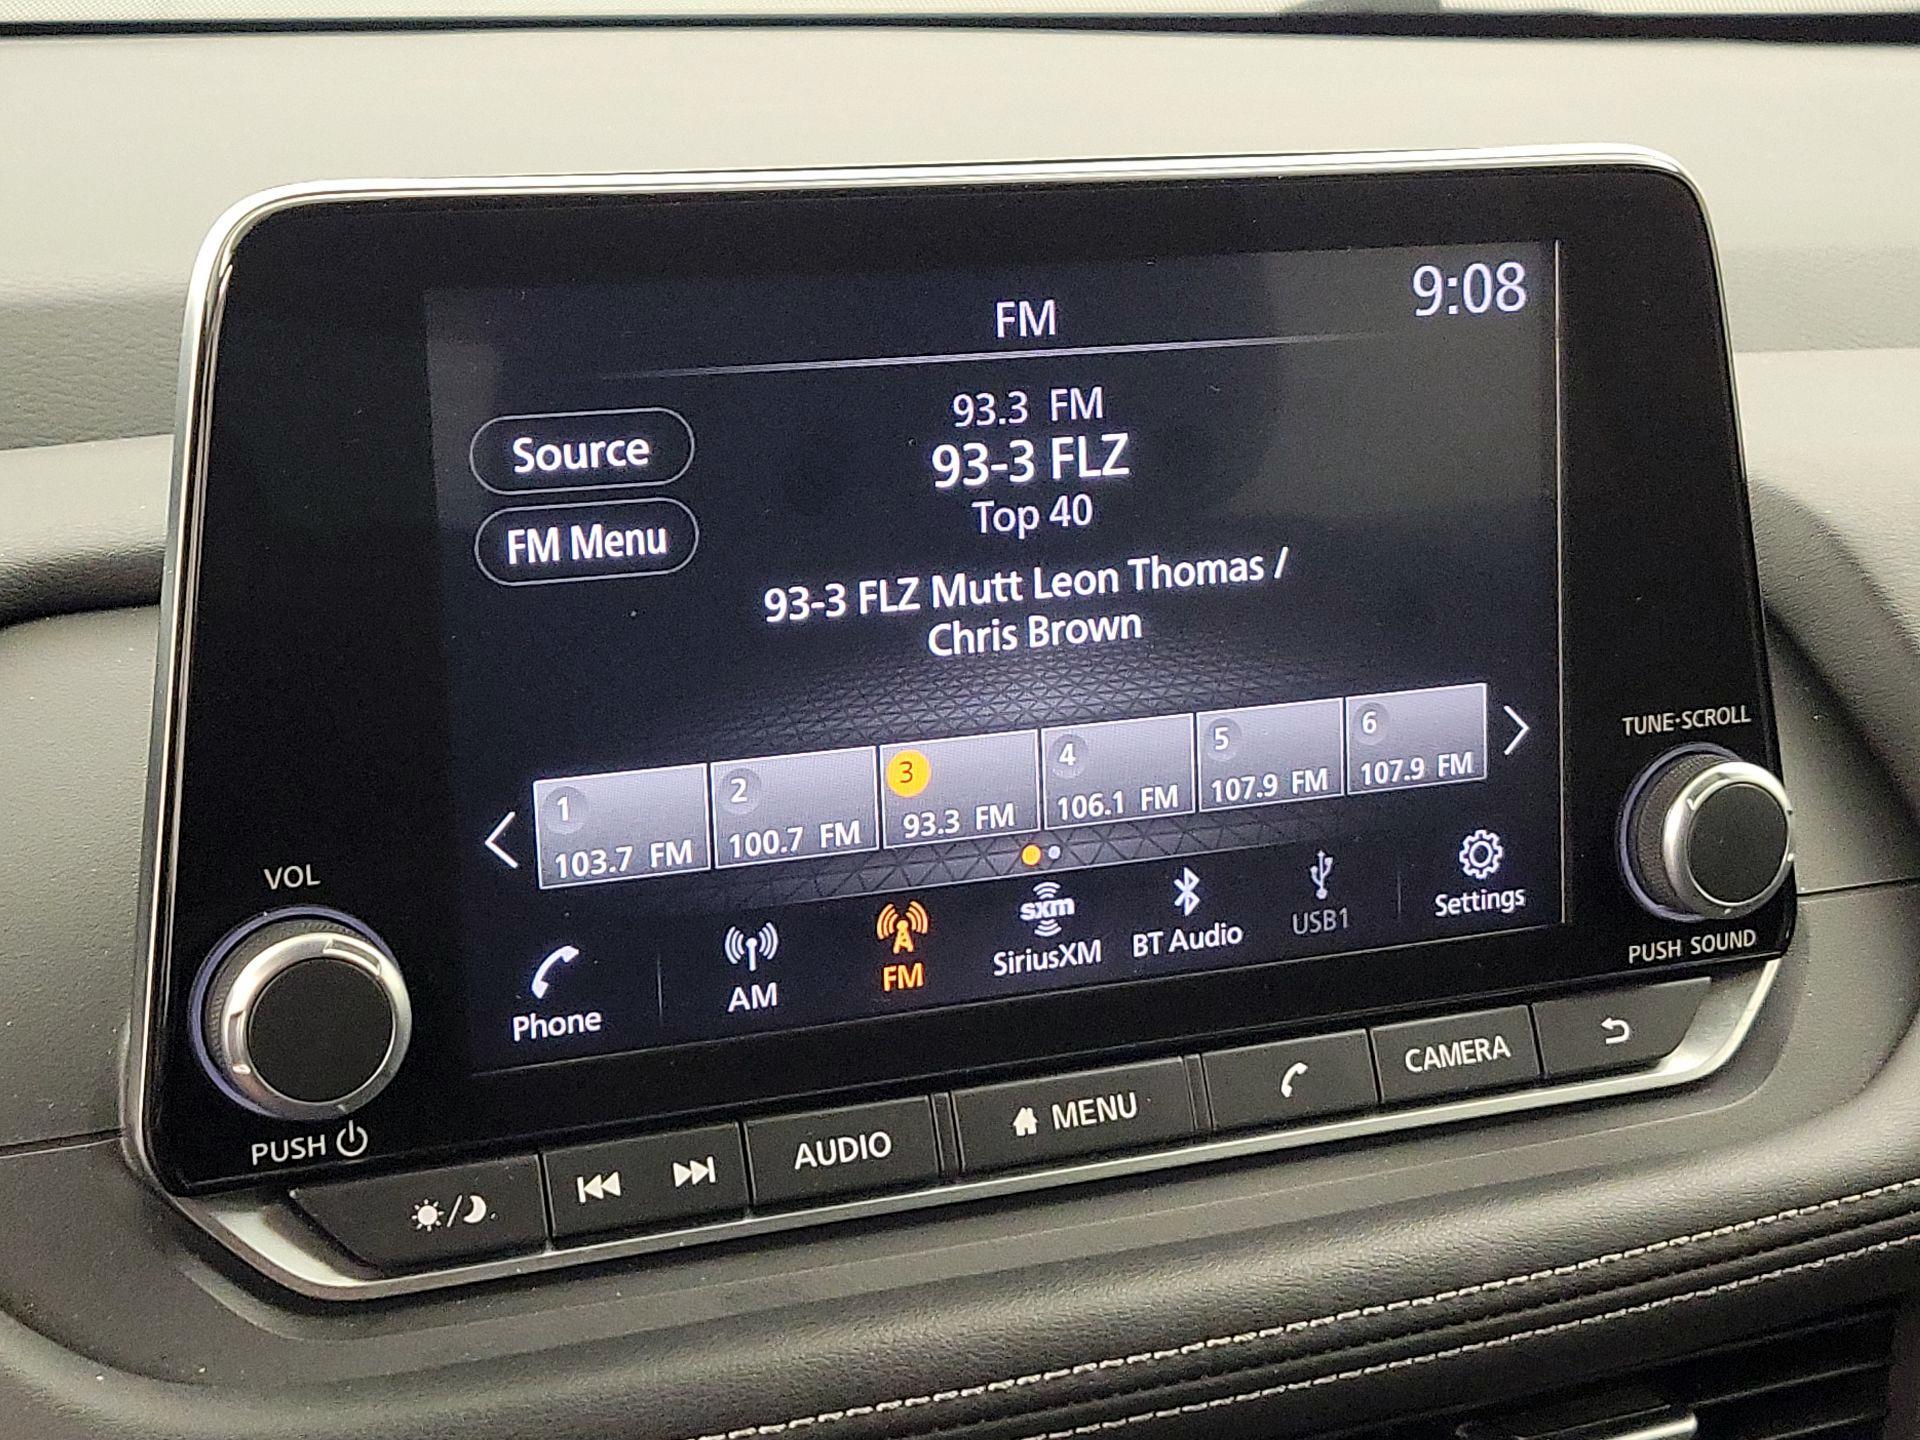 FM
9:08
Source
FM Menu
93.3 FM
93-3 FLZ
Top 40
93-3 FLZ Mutt Leon Thomas /
Chris Brown
1
103.7 FM
2
100.7 FM
3
93.3 FM
4
106.1 FM
5
107.9 FM
6
107.9 FM
Phone
AM
FM
sxm
SiriusXM
BT Audio
USB1
Settings
VOL
PUSH
TUNE·SCROLL
PUSH SOUND
AUDIO
MENU
CAMERA